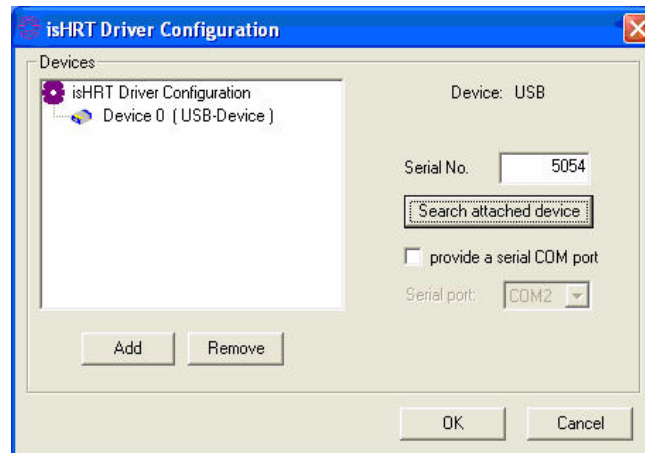 isHRT Driver Configuration
Devices
isHRT Driver Configuration
Device 0 ( USB-Device )
Device: USB
Serial No. 5054
Search attached device
provide a serial COM port
Serial port: COM2
Add Remove
OK Cancel